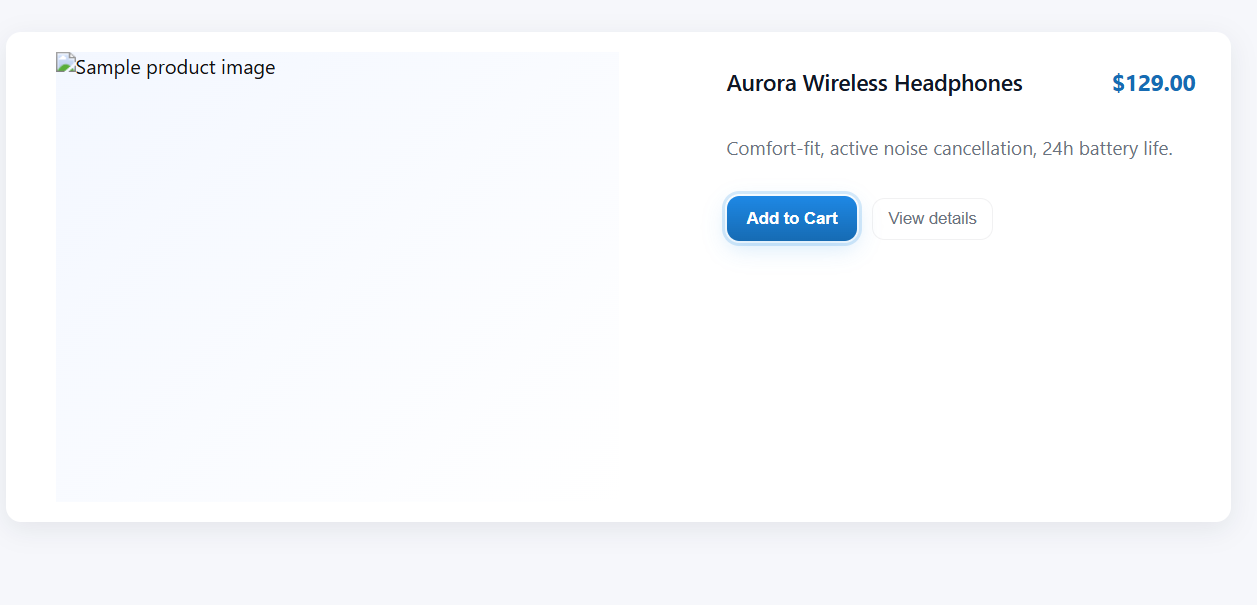 Sample product image
Aurora Wireless Headphones
$129.00
Comfort-fit, active noise cancellation, 24h battery life.
Add to Cart
View details